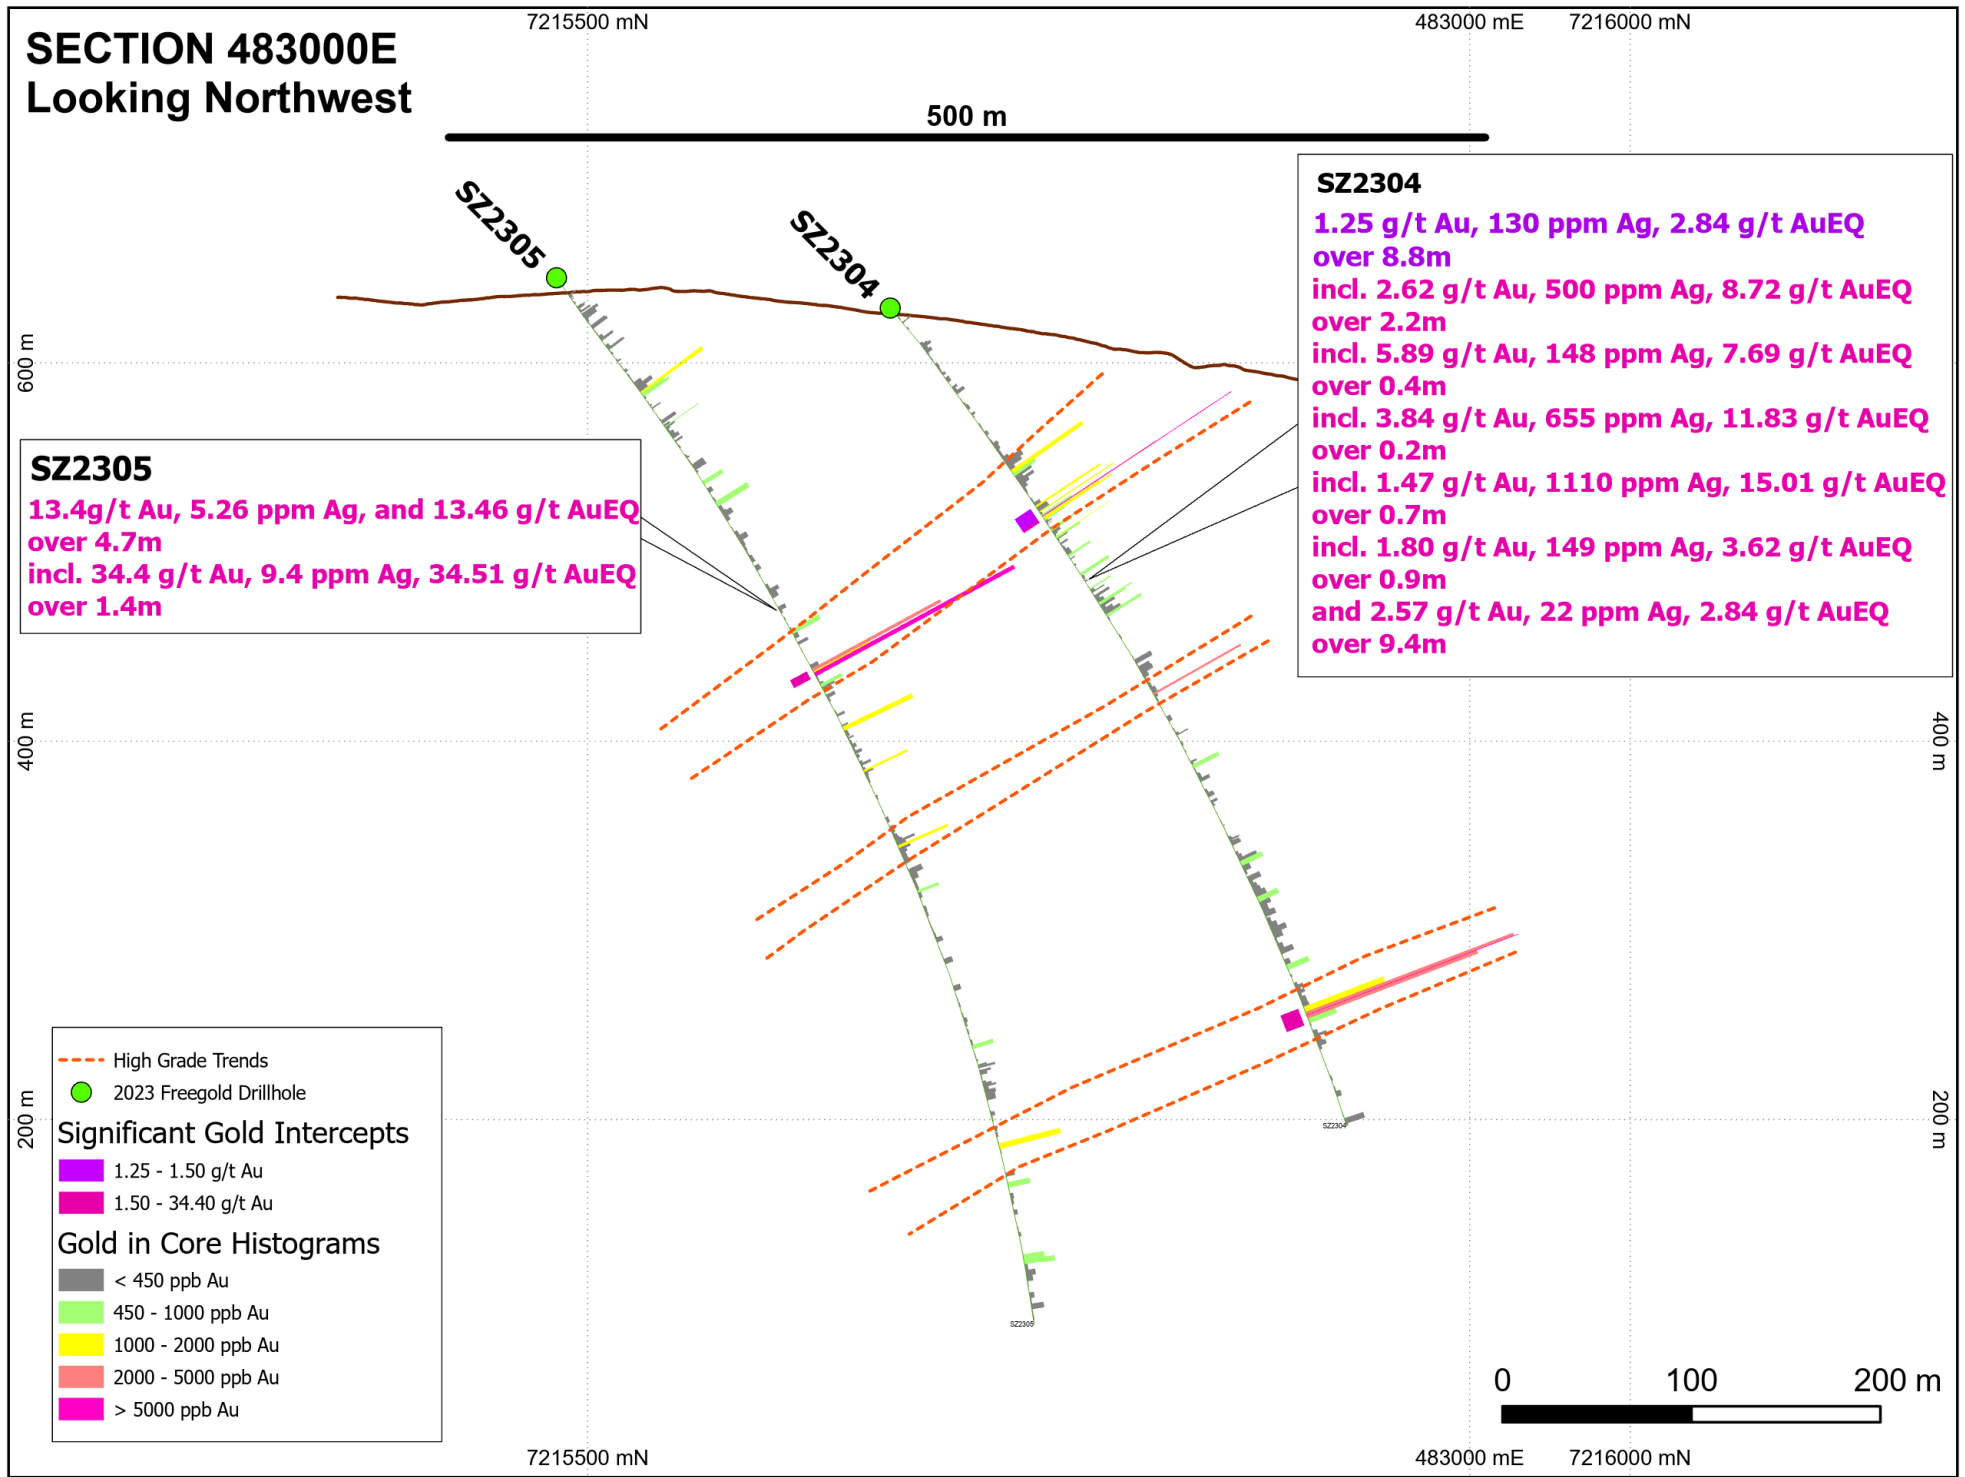 7215500 mN
483000 mE
7216000 mN
SECTION 483000E
Looking Northwest
500 m
SZ2305
SZ2304
SZ2304
1.25 g/t Au, 130 ppm Ag, 2.84 g/t AuEQ
over 8.8m
incl. 2.62 g/t Au, 500 ppm Ag, 8.72 g/t AuEQ
over 2.2m
incl. 5.89 g/t Au, 148 ppm Ag, 7.69 g/t AuEQ
over 0.4m
incl. 3.84 g/t Au, 655 ppm Ag, 11.83 g/t AuEQ
over 0.2m
incl. 1.47 g/t Au, 1110 ppm Ag, 15.01 g/t AuEQ
over 0.7m
incl. 1.80 g/t Au, 149 ppm Ag, 3.62 g/t AuEQ
over 0.9m
and 2.57 g/t Au, 22 ppm Ag, 2.84 g/t AuEQ
over 9.4m
600 m
SZ2305
13.4g/t Au, 5.26 ppm Ag, and 13.46 g/t AuEQ
over 4.7m
incl. 34.4 g/t Au, 9.4 ppm Ag, 34.51 g/t AuEQ
over 1.4m
400 m
400 m
200 m
200 m
SZ2304
SZ2305
High Grade Trends
2023 Freegold Drillhole
Significant Gold Intercepts
1.25 - 1.50 g/t Au
1.50 - 34.40 g/t Au
Gold in Core Histograms
< 450 ppb Au
450 - 1000 ppb Au
1000 - 2000 ppb Au
2000 - 5000 ppb Au
> 5000 ppb Au
0 100 200 m
7215500 mN
483000 mE
7216000 mN